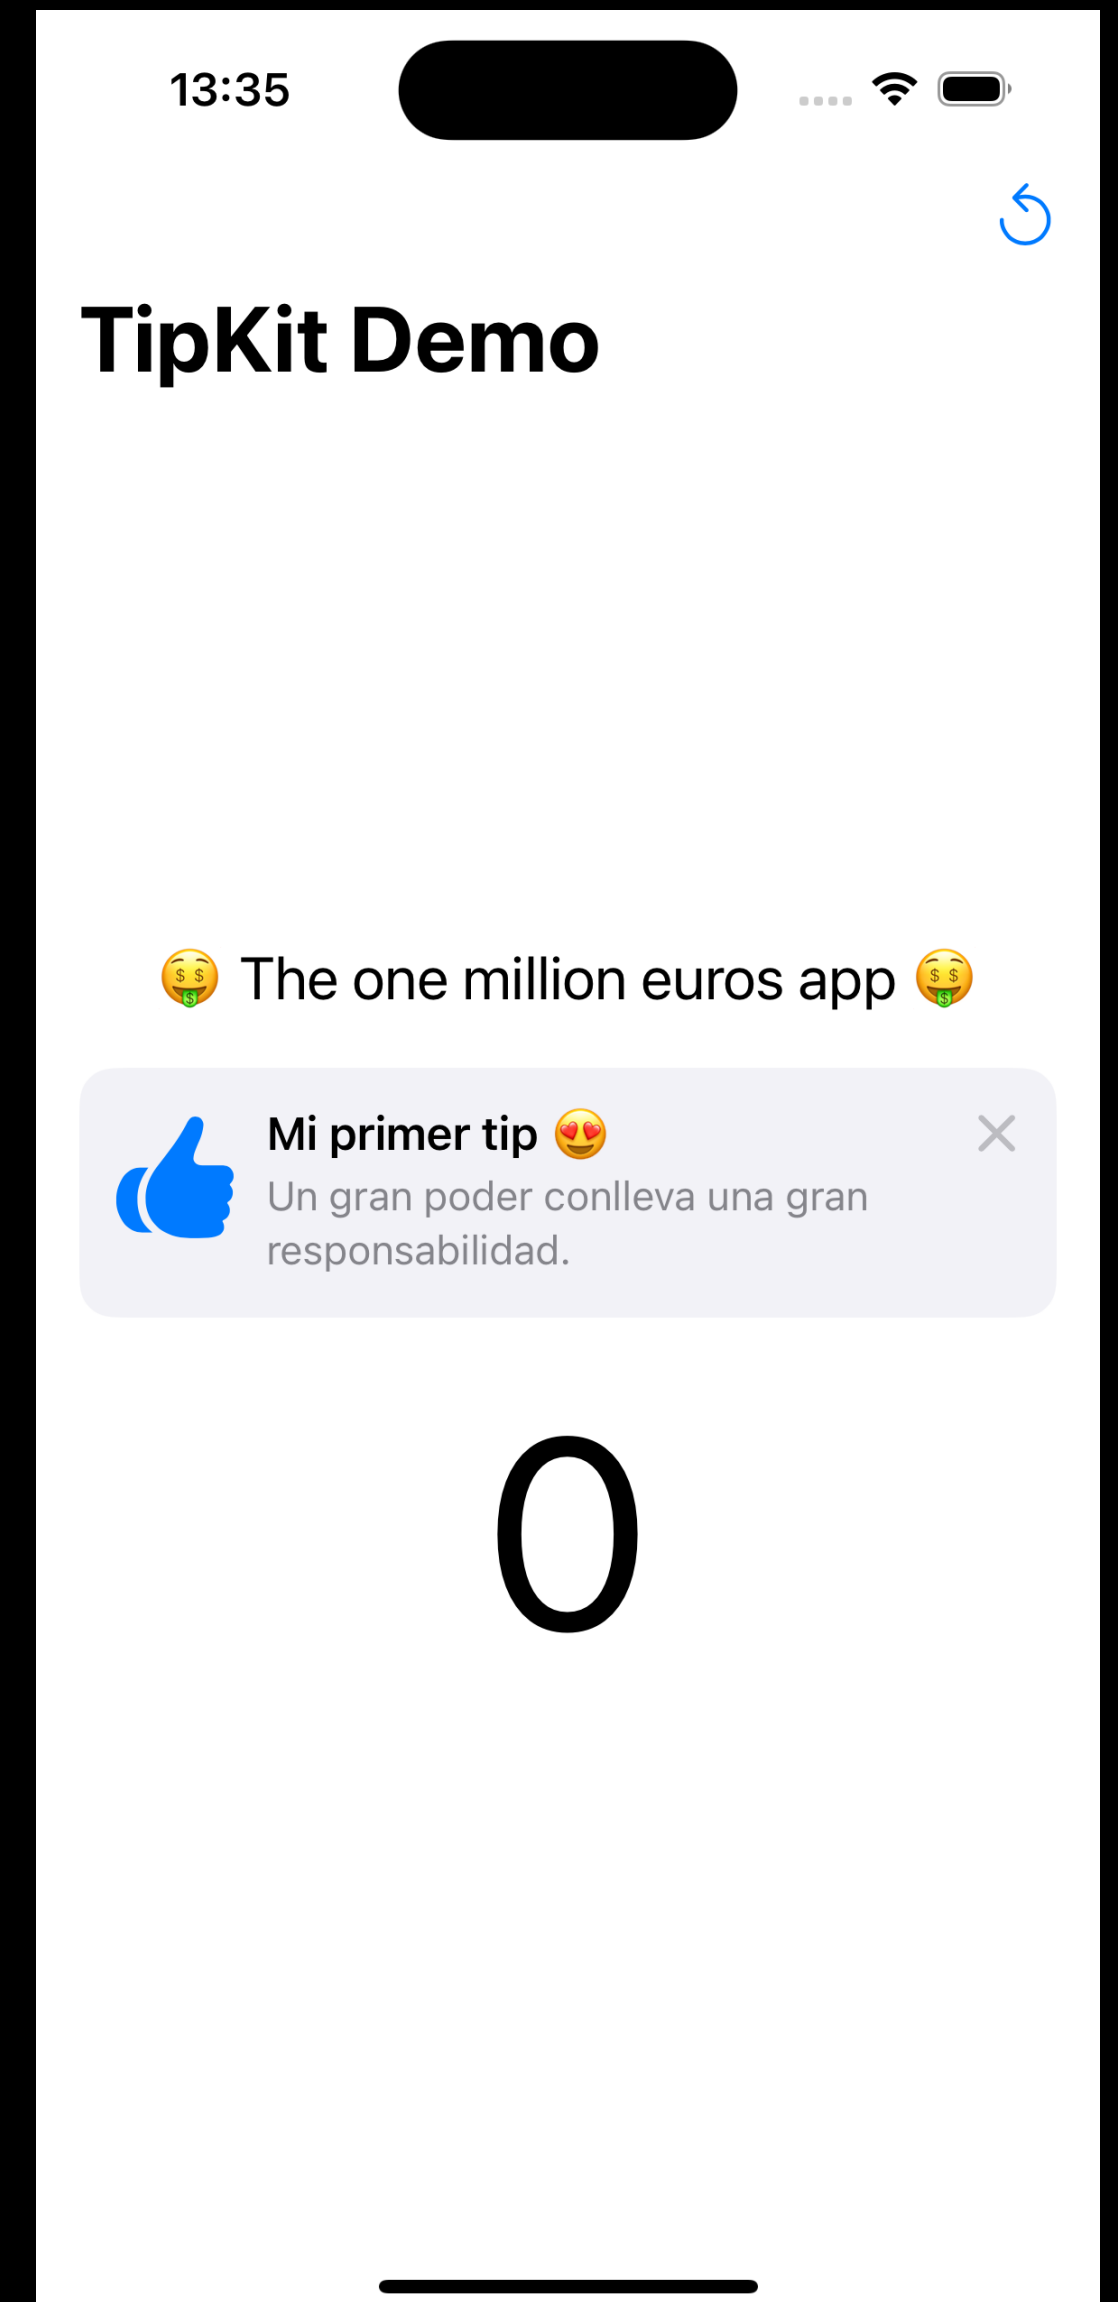 13:35
TipKit Demo
🤑 The one million euros app 🤑
Mi primer tip 😍
Un gran poder conlleva una gran
responsabilidad.
0